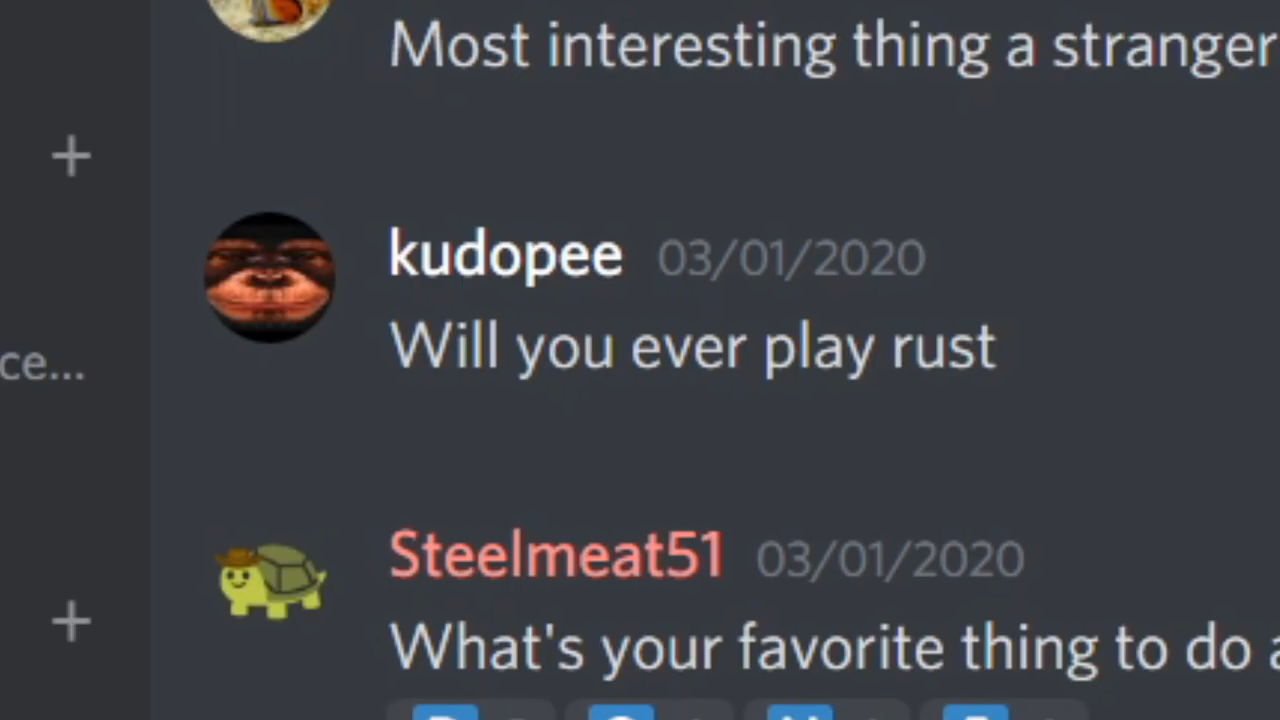 Most interesting thing a stranger
kudopee 03/01/2020
Will you ever play rust
ce...
Steelmeat51 03/01/2020
What's your favorite thing to do a